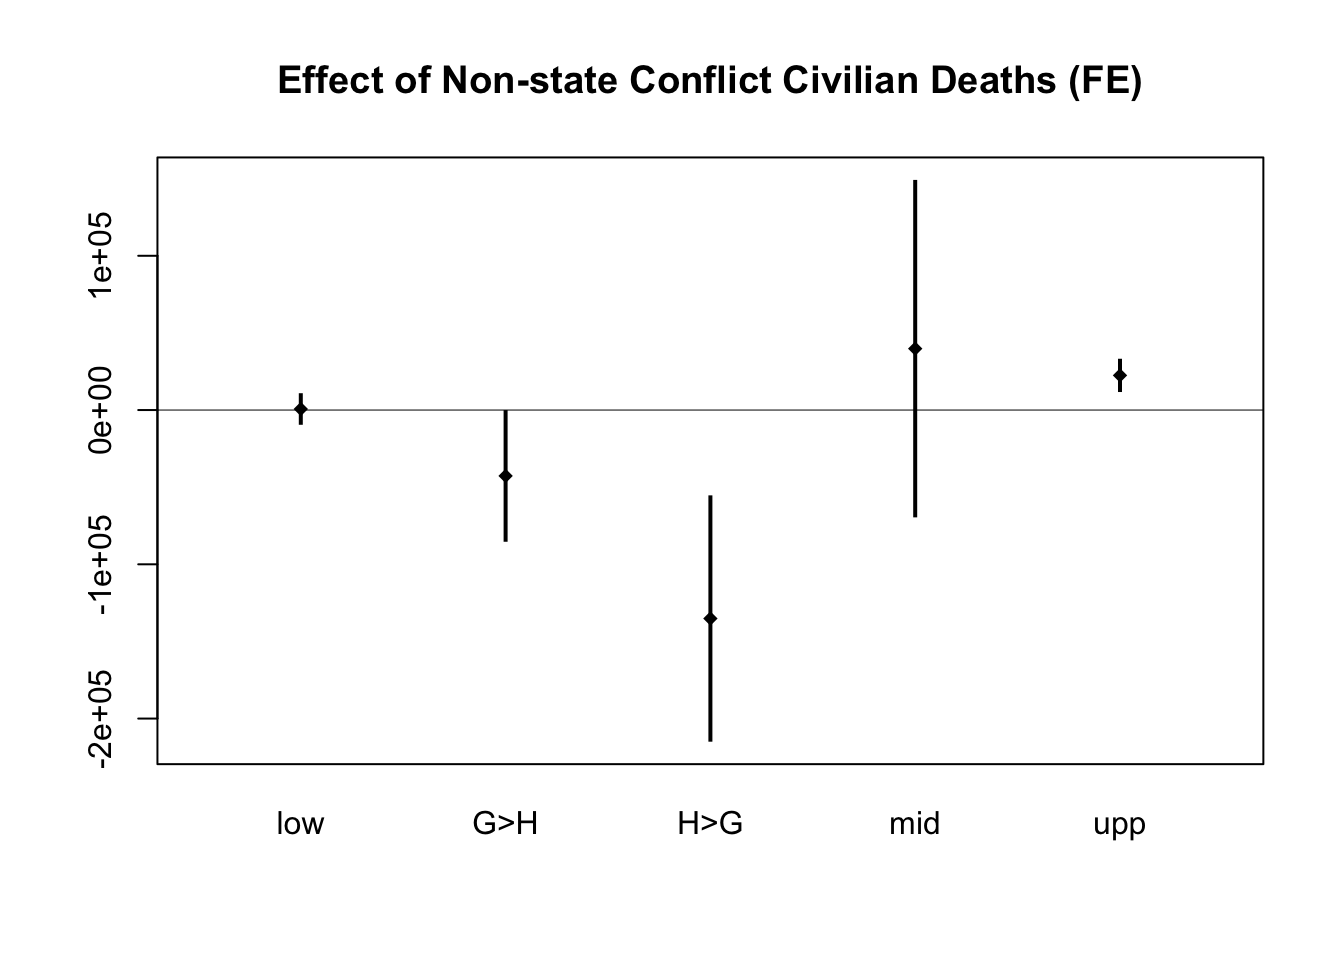 Effect of Non-state Conflict Civilian Deaths (FE)
1e+05
0e+00
-1e+05
-2e+05
low G>H H>G mid upp